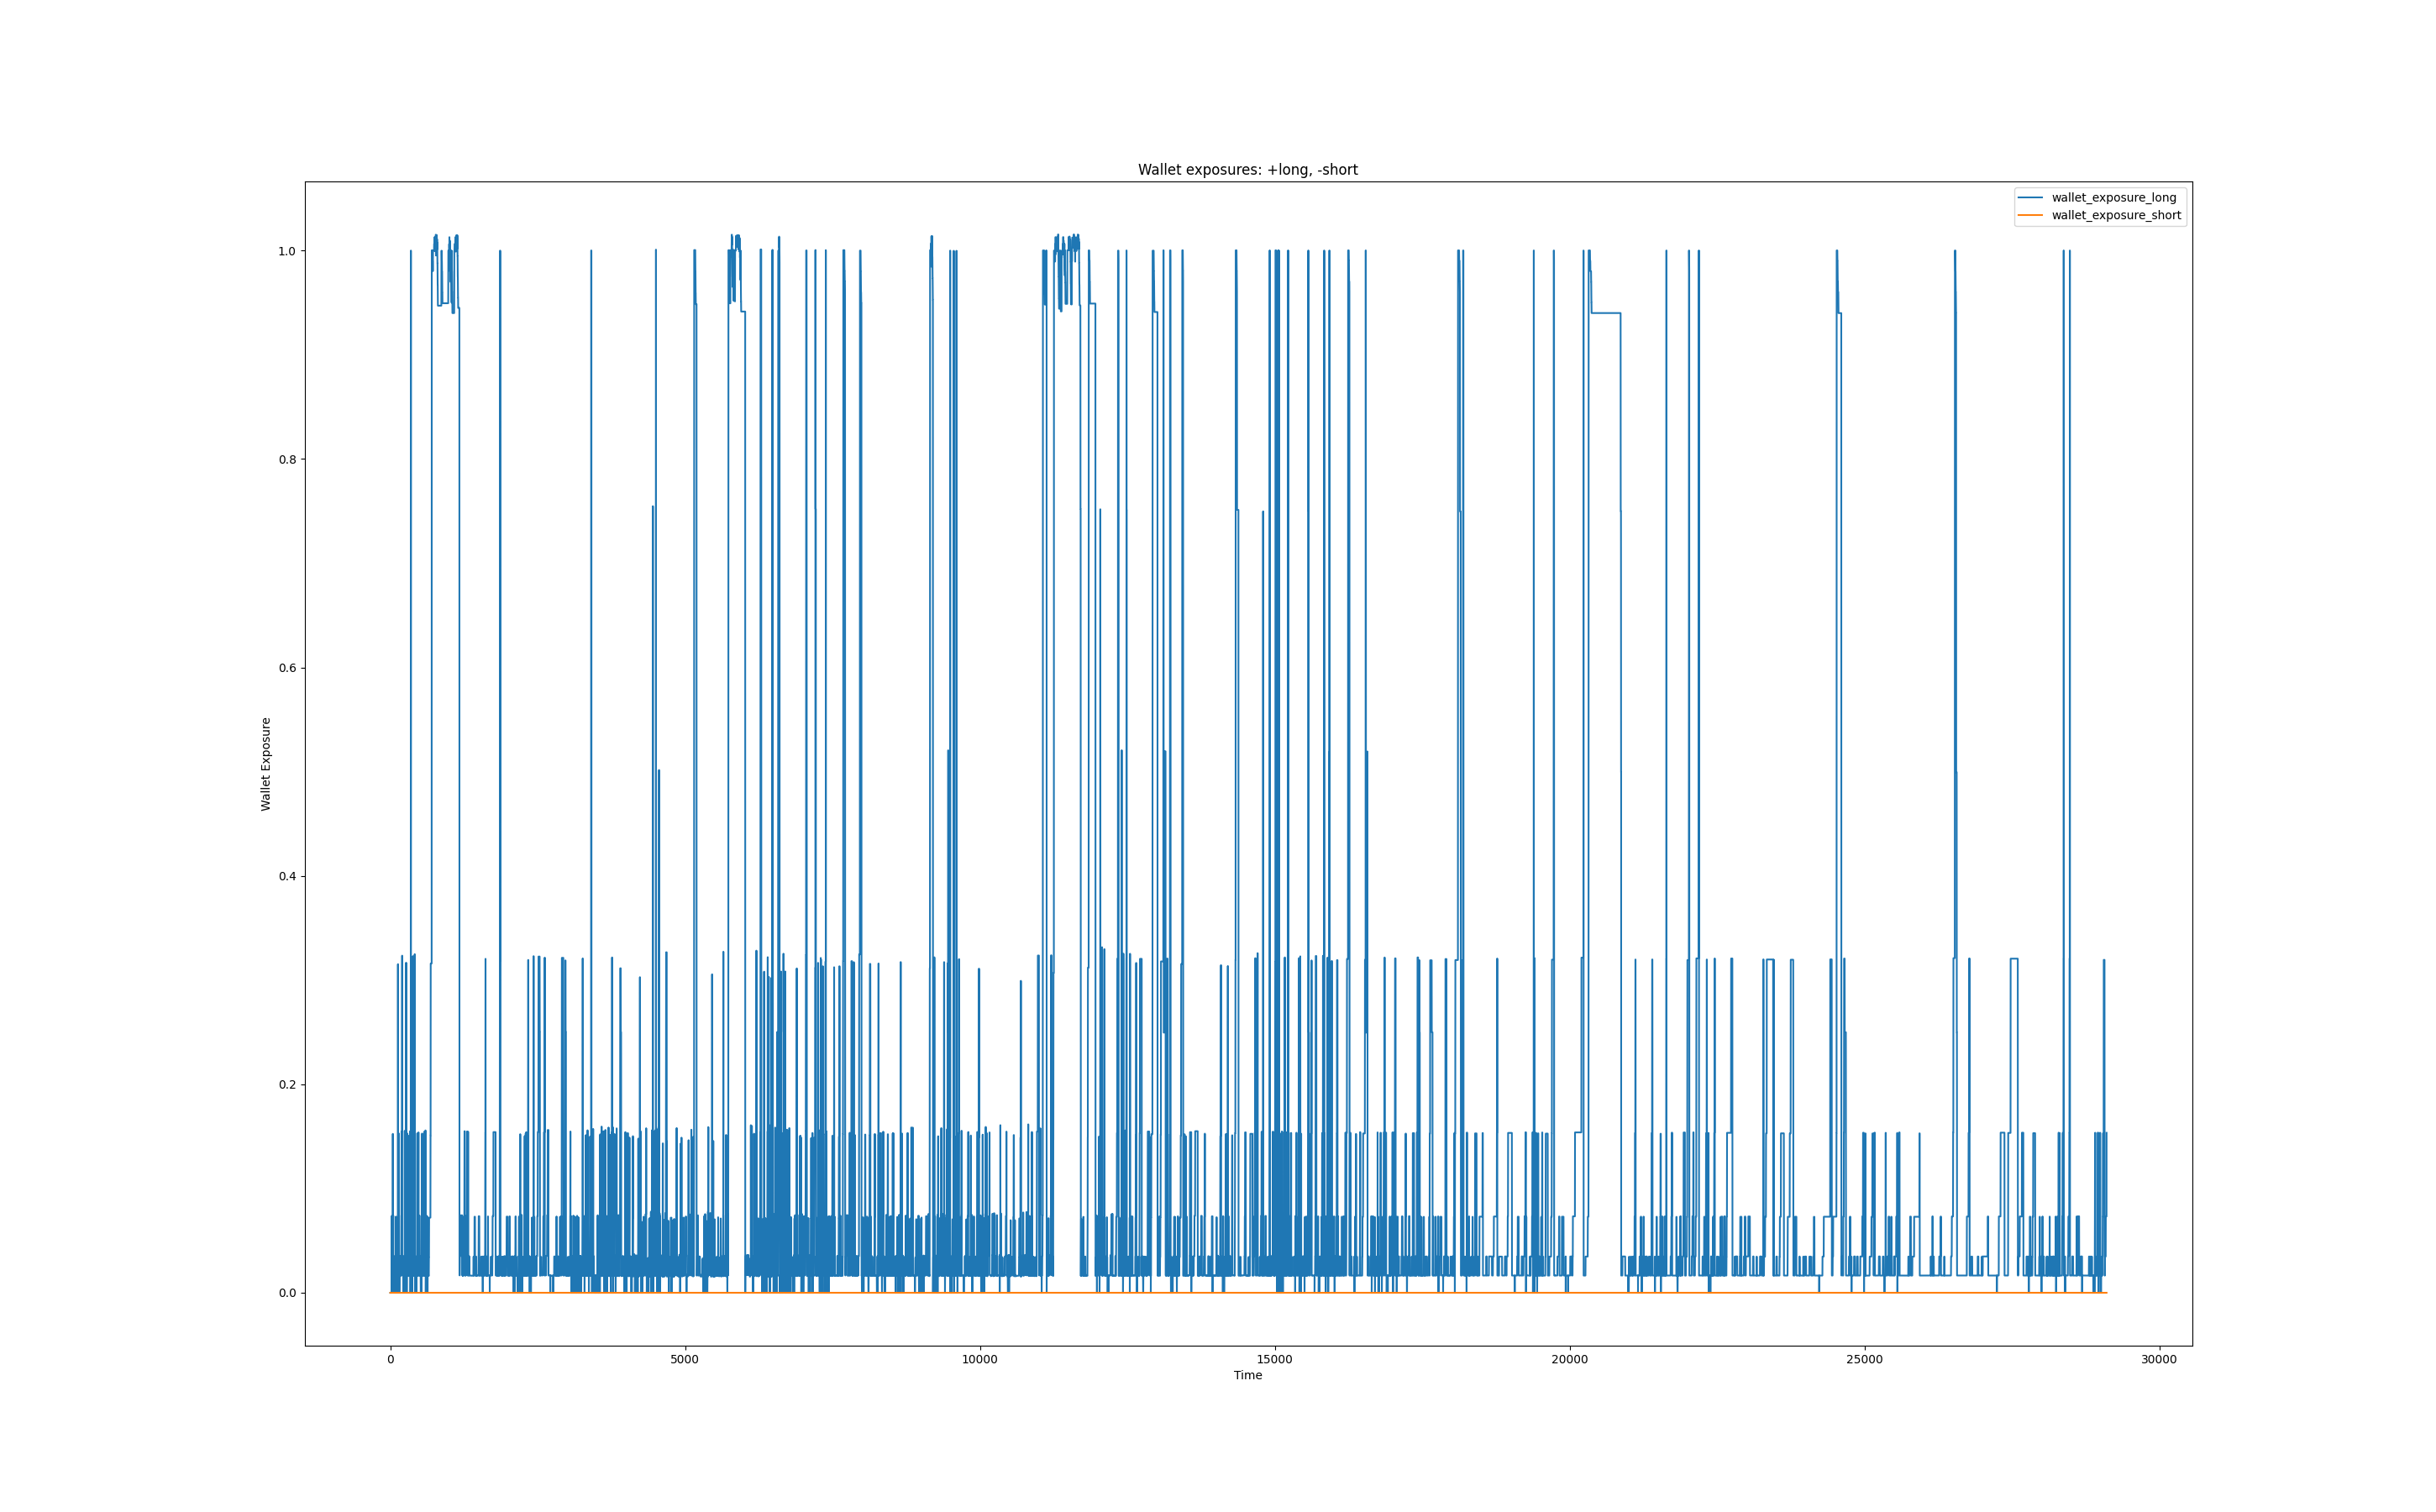 Wallet exposures: +long, -short
wallet_exposure_long
wallet_exposure_short
1.0
0.8
0.6
0.4
0.2
0.0
Wallet Exposure
0
5000
10000
15000
20000
25000
30000
Time